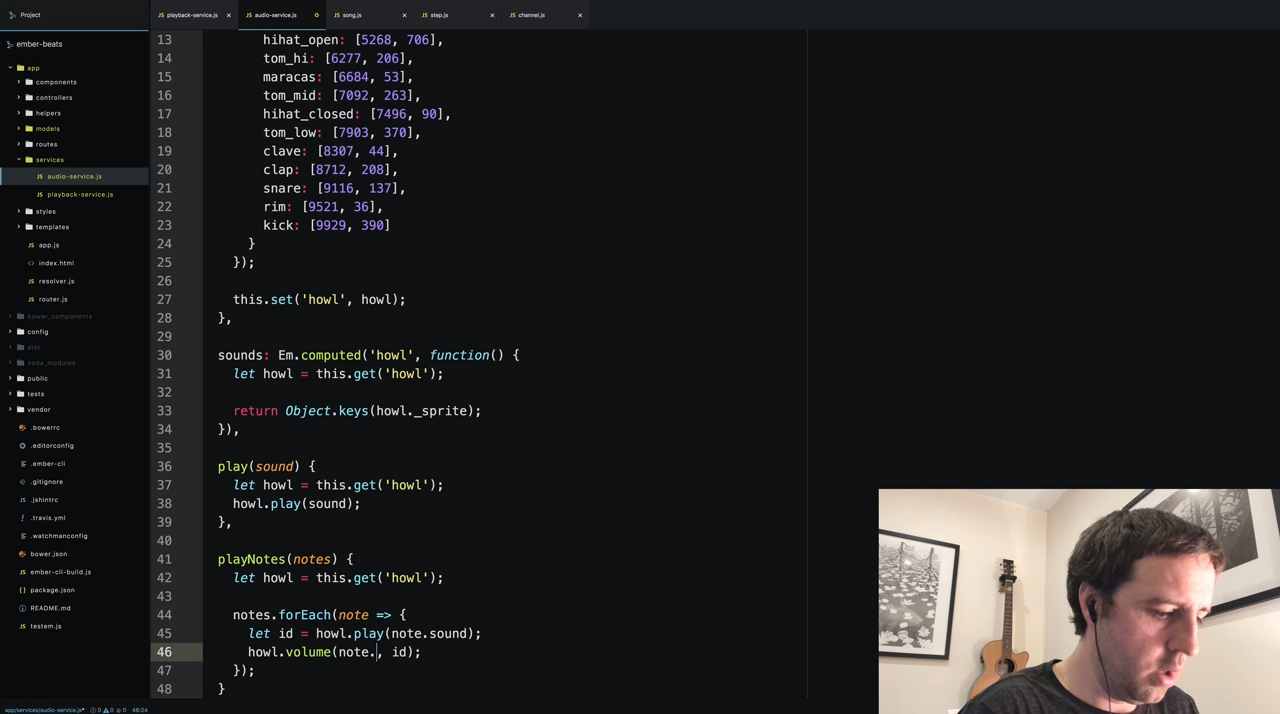 Project
playback-service.js
audio-service.js
song.js
step.js
channel.js
ember-beats
app
components
controllers
helpers
models
routes
services
audio-service.js
playback-service.js
styles
templates
app.js
index.html
resolver.js
router.js
bower_components
config
dist
node_modules
public
tests
vendor
.bowerrc
.editorconfig
.ember-cli
.gitignore
.jshintrc
.travis.yml
.watchmanconfig
bower.json
ember-cli-build.js
package.json
README.md
testem.js
13 hihat_open: [5268, 706],
14 tom_hi: [6277, 206],
15 maracas: [6684, 53],
16 tom_mid: [7092, 263],
17 hihat_closed: [7496, 90],
18 tom_low: [7903, 370],
19 clave: [8307, 44],
20 clap: [8712, 208],
21 snare: [9116, 137],
22 rim: [9521, 36],
23 kick: [9929, 390]
24 }
25 });
26
27 this.set('howl', howl);
28 },
29
30 sounds: Em.computed('howl', function() {
31 let howl = this.get('howl');
32
33 return Object.keys(howl._sprite);
34 }),
35
36 play(sound) {
37 let howl = this.get('howl');
38 howl.play(sound);
39 },
40
41 playNotes(notes) {
42 let howl = this.get('howl');
43
44 notes.forEach(note => {
45 let id = howl.play(note.sound);
46 howl.volume(note., id);
47 });
48 }
app/services/audio-service.js* 0 0 0 46:24